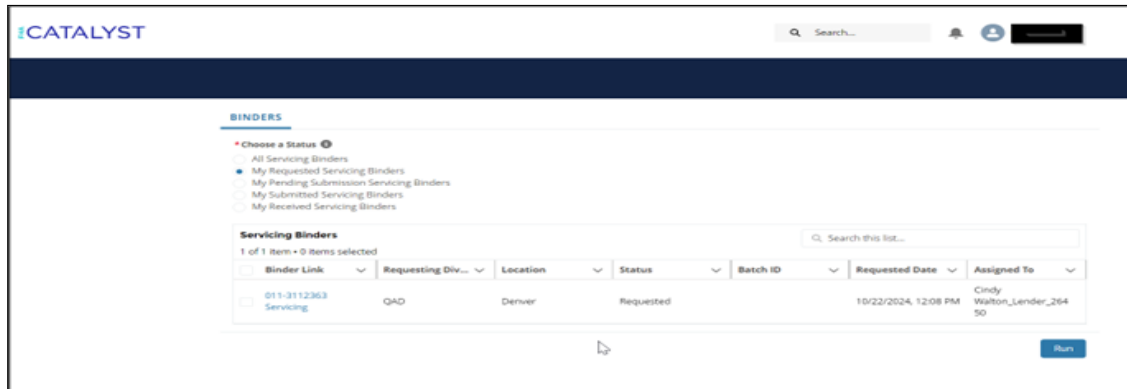 FHA CATALYST
Search...
BINDERS
* Choose a Status
All Servicing Binders
My Requested Servicing Binders
My Pending Submission Servicing Binders
My Submitted Servicing Binders
My Received Servicing Binders
Servicing Binders
Search this list...
1 of 1 item • 0 items selected
Binder Link Requesting Div... Location Status Batch ID Requested Date Assigned To
011-3112363 Servicing QAD Denver Requested 10/22/2024, 12:08 PM Cindy Walton_Lender_26450
Run